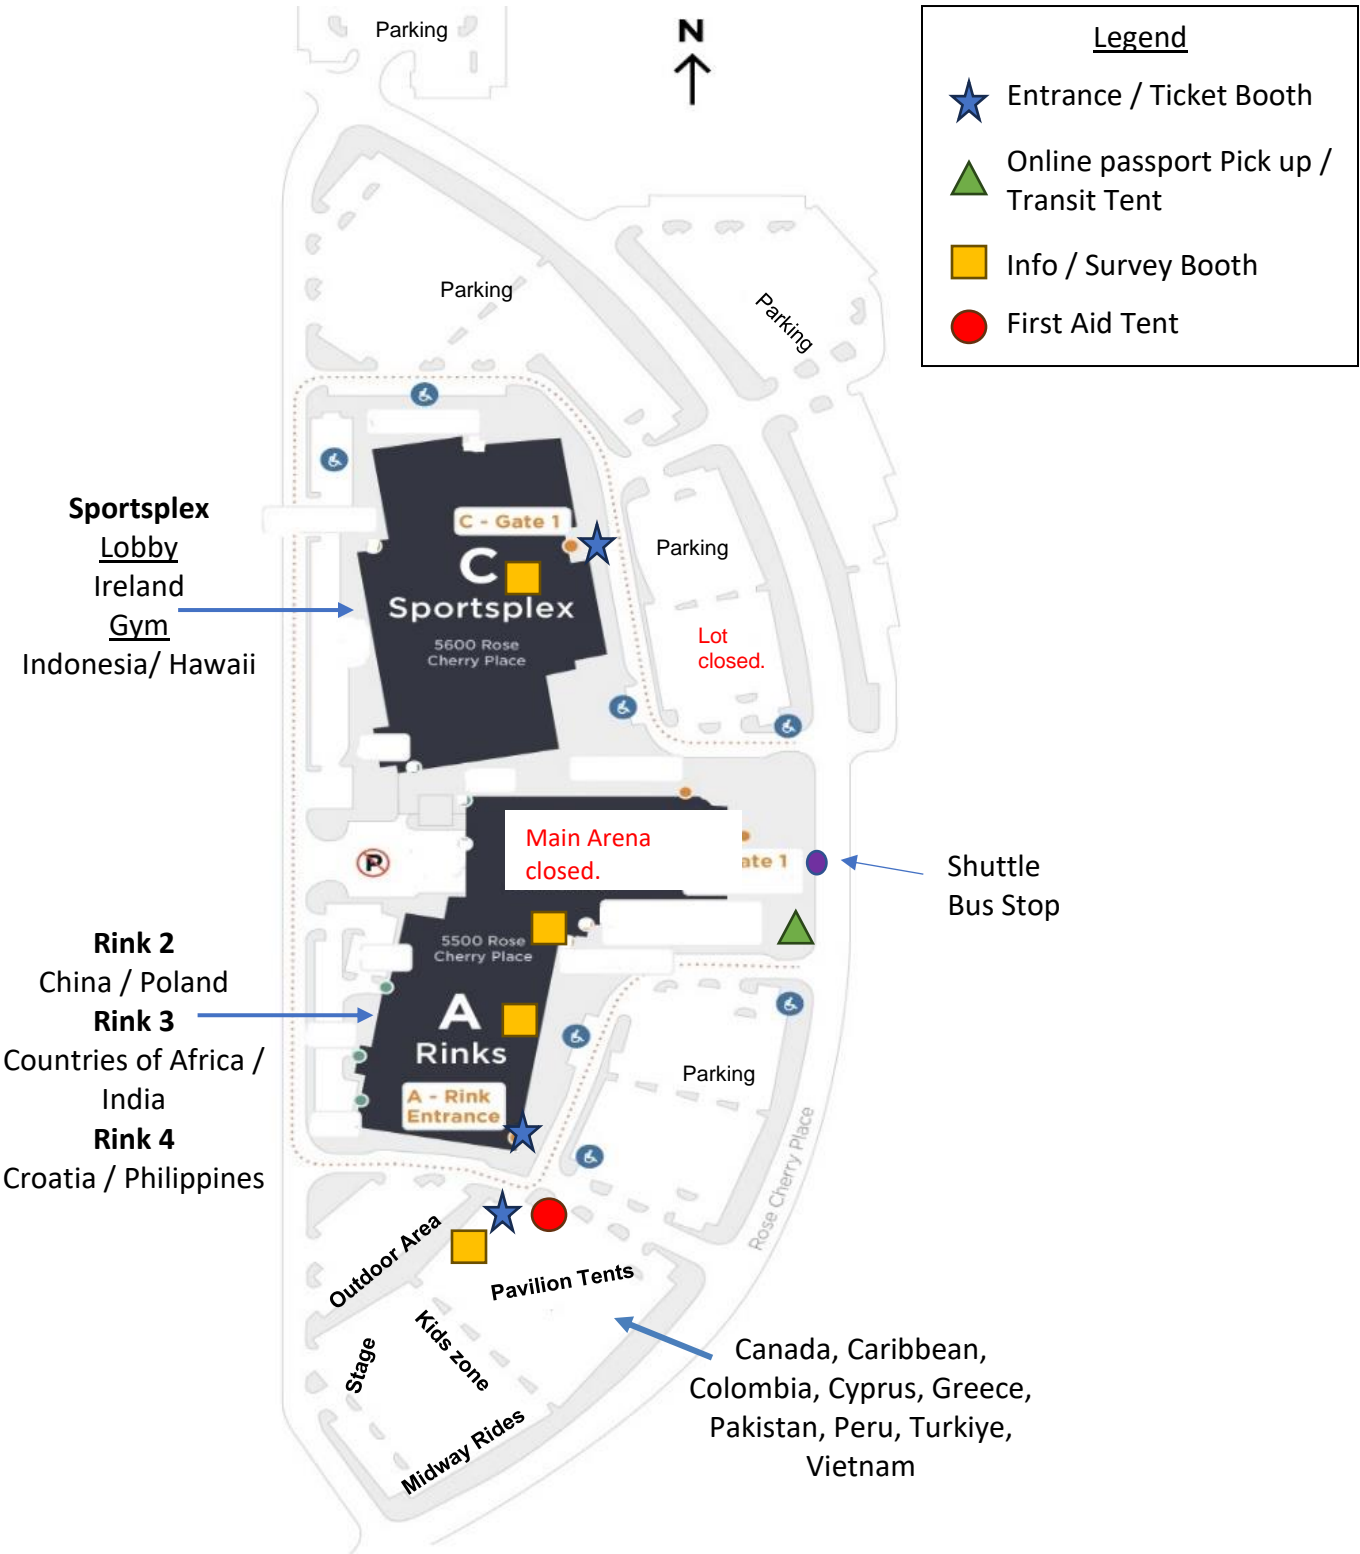 Parking
N
Legend
Entrance / Ticket Booth
Online passport Pick up /
Transit Tent
Info / Survey Booth
First Aid Tent
Parking
Parking
Sportsplex
Lobby
Ireland
Gym
Indonesia/ Hawaii
C - Gate 1
C
Sportsplex
5600 Rose
Cherry Place
Parking
Lot
closed.
Main Arena
closed.
ate 1
P
Shuttle
Bus Stop
Rink 2
China / Poland
Rink 3
Countries of Africa /
India
Rink 4
Croatia / Philippines
5500 Rose
Cherry Place
A
Rinks
A - Rink
Entrance
Parking
Rose Cherry Place
Outdoor Area
Pavilion Tents
Kids zone
Stage
Midway Rides
Canada, Caribbean,
Colombia, Cyprus, Greece,
Pakistan, Peru, Turkiye,
Vietnam